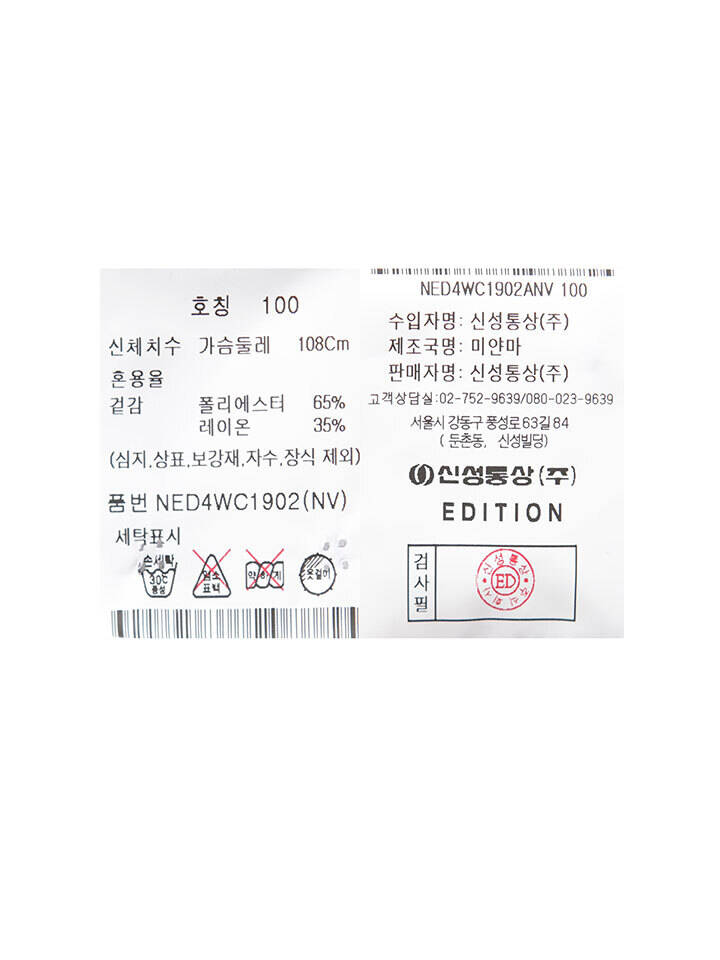 호칭 100
신체치수 가슴둘레 108Cm
혼용율
겉감 폴리에스터 65%
레이온 35%
(심지,상표,보강재,자수,장식 제외)
품번 NED4WC1902(NV)
세탁표시
손세탁
30℃
중성
염소
표백
약하게
옷걸이
NED4WC1902ANV 100
수입자명: 신성통상(주)
제조국명: 미얀마
판매자명: 신성통상(주)
고객상담실:02-752-9639/080-023-9639
서울시 강동구 풍성로63길 84
( 둔촌동, 신성빌딩)
신성통상(주)
EDITION
검사필
신성통상
ED
주식회사